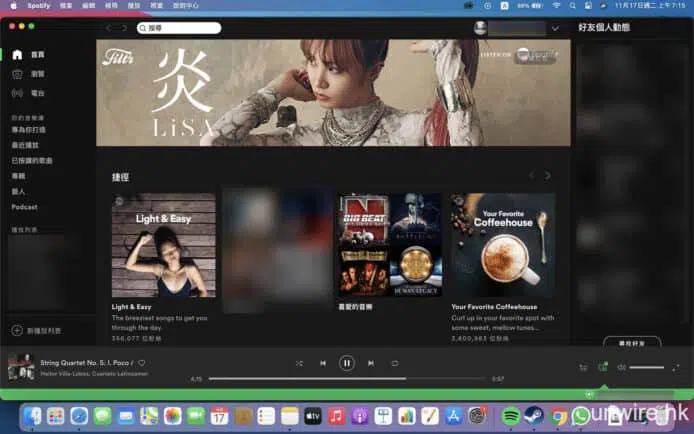 Spotify 檔案 編輯 檢視 播放 視窗 說明中心
86% 11月17日週二 上午 7:15
搜尋
好友個人動態
首頁
瀏覽
電台
你的音樂庫
專為你打造
最近播放
已按讚的歌曲
專輯
藝人
Podcast
播放列表
新播放列表
Filtr
炎
LiSA
LISTEN ON Spotify
捷徑
Light & Easy
BIG BEAT
HUMAN LEGACY
Your Favorite
Coffeehouse
Light & Easy
The breeziest songs to get you
through the day.
356,077 位粉絲
喜愛的音樂
Your Favorite Coffeehouse
Curl up in your favorite spot with
some sweet, mellow tunes...
3,800,983 位粉絲
尋找好友
String Quartet No. 5: I. Poco
Heitor Villa-Lobos, Cuarteto Latinoamer
4:15
5:57
17
tv
unwire.hk